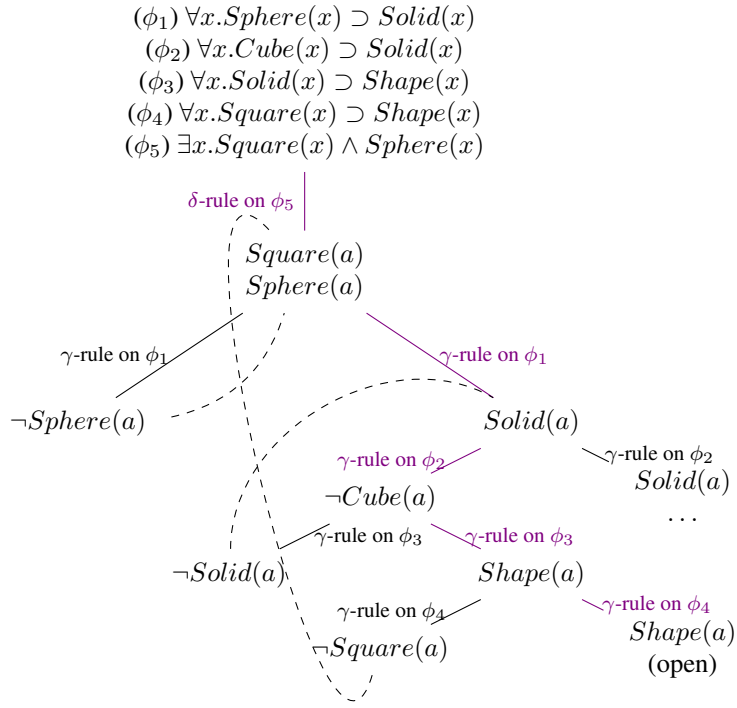 (ϕ₁) ∀x.Sphere(x) ⊃ Solid(x)
(ϕ₂) ∀x.Cube(x) ⊃ Solid(x)
(ϕ₃) ∀x.Solid(x) ⊃ Shape(x)
(ϕ₄) ∀x.Square(x) ⊃ Shape(x)
(ϕ₅) ∃x.Square(x) ∧ Sphere(x)
δ-rule on ϕ₅
Square(a)
Sphere(a)
γ-rule on ϕ₁ γ-rule on ϕ₁
¬Sphere(a) Solid(a)
γ-rule on ϕ₂ γ-rule on ϕ₂
¬Cube(a) Solid(a)
...
γ-rule on ϕ₃ γ-rule on ϕ₃
¬Solid(a) Shape(a)
γ-rule on ϕ₄ γ-rule on ϕ₄
¬Square(a) Shape(a)
(open)